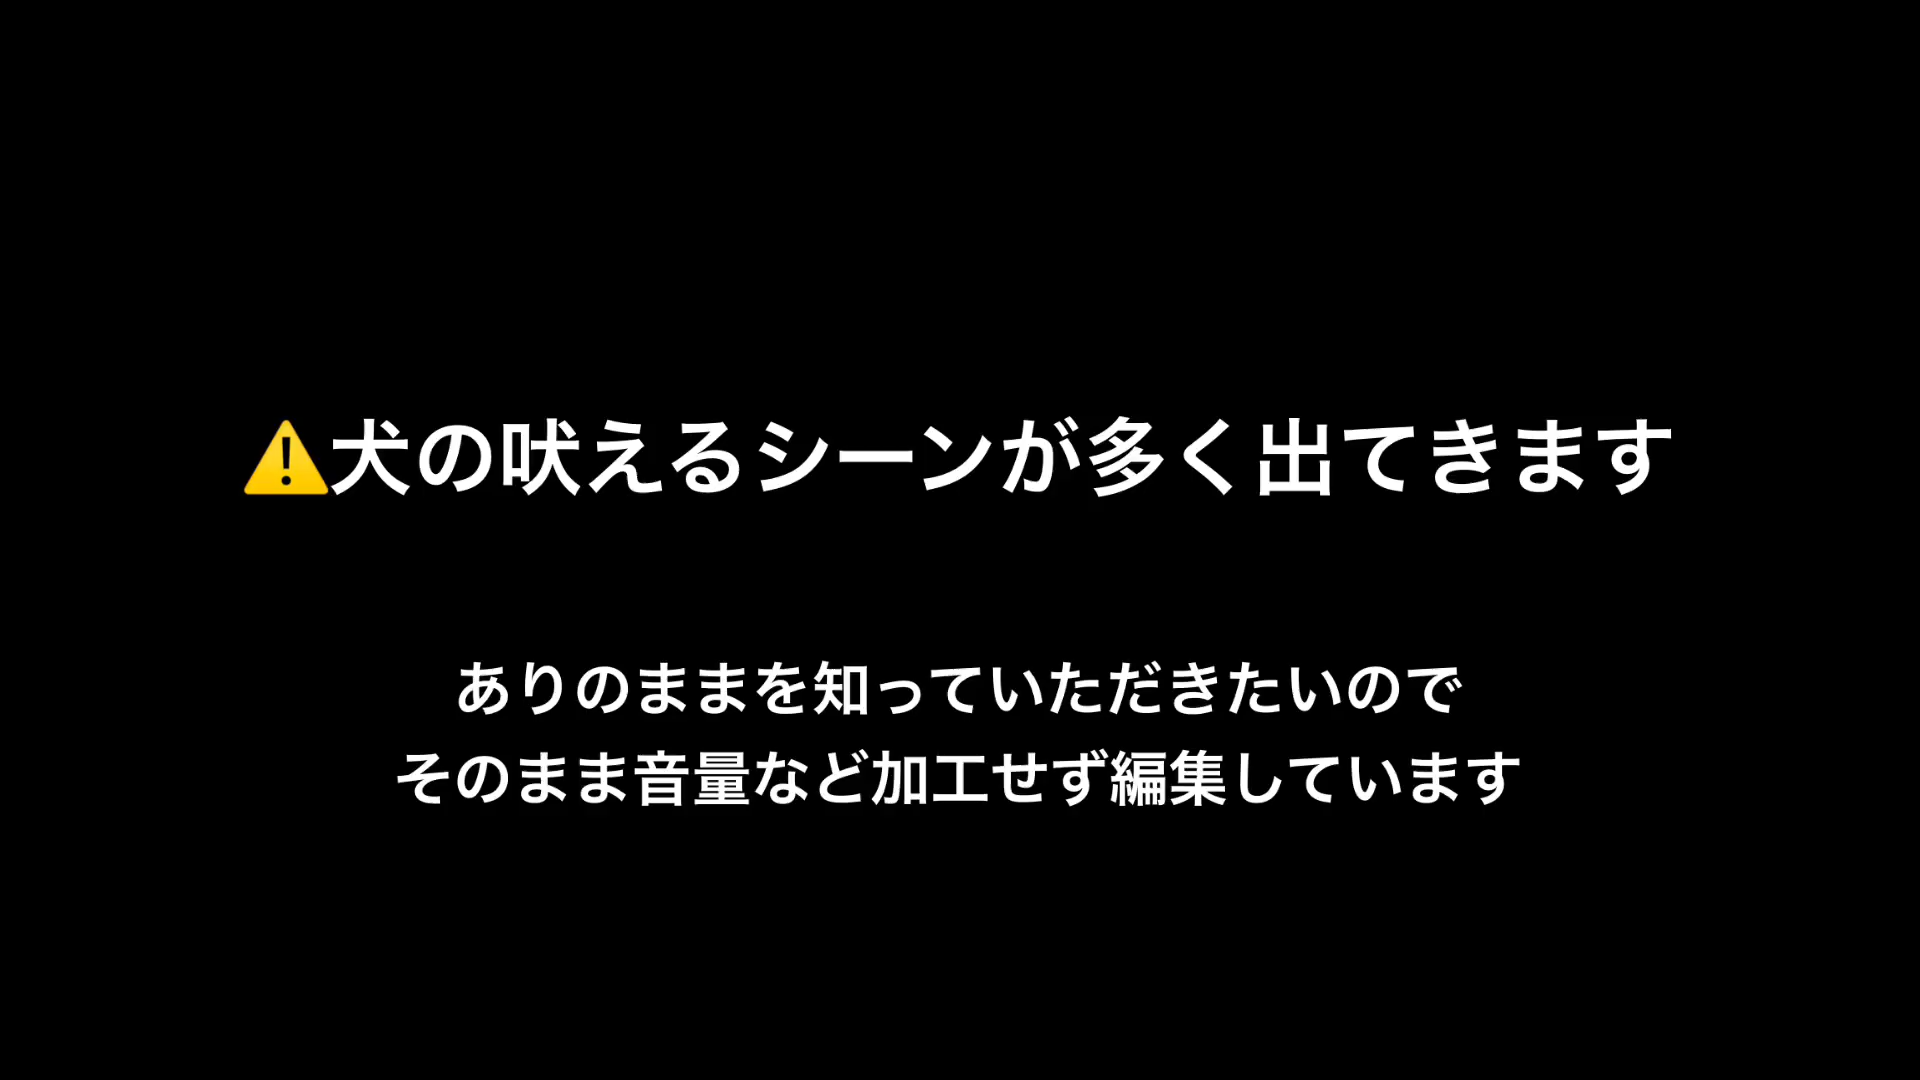 ⚠️犬の吠えるシーンが多く出てきます
ありのままを知っていただきたいので
そのまま音量など加工せず編集しています